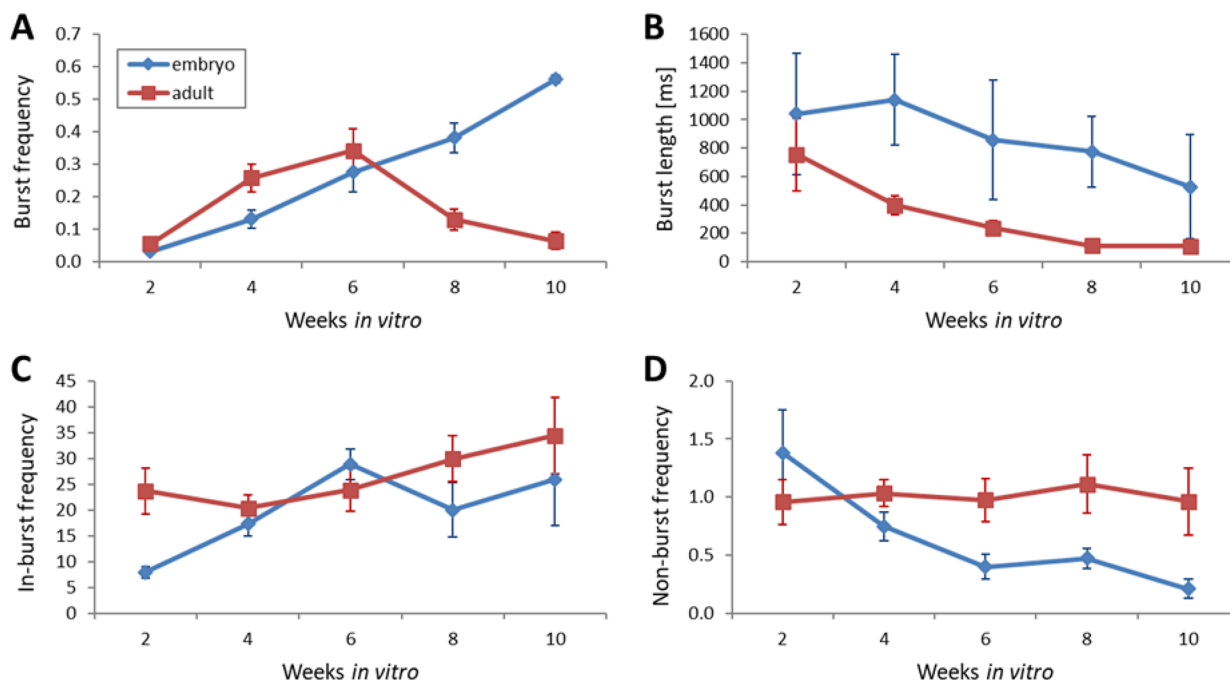 A
Burst frequency
0.7
0.6
0.5
0.4
0.3
0.2
0.1
0.0
embryo
adult
2 4 6 8 10
Weeks in vitro
B
Burst length [ms]
1600
1400
1200
1000
800
600
400
200
0
2 4 6 8 10
Weeks in vitro
C
In-burst frequency
45
40
35
30
25
20
15
10
5
0
2 4 6 8 10
Weeks in vitro
D
Non-burst frequency
2.0
1.5
1.0
0.5
0.0
2 4 6 8 10
Weeks in vitro